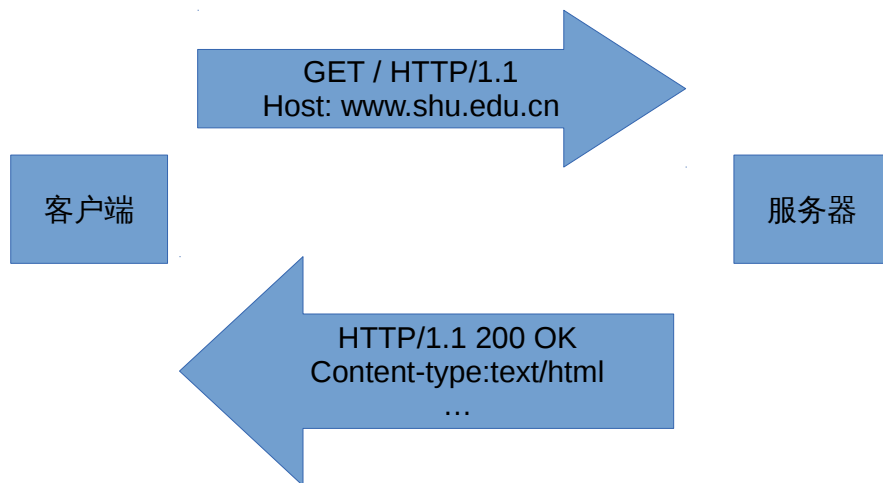 GET / HTTP/1.1
Host: www.shu.edu.cn
客户端
服务器
HTTP/1.1 200 OK
Content-type:text/html
…